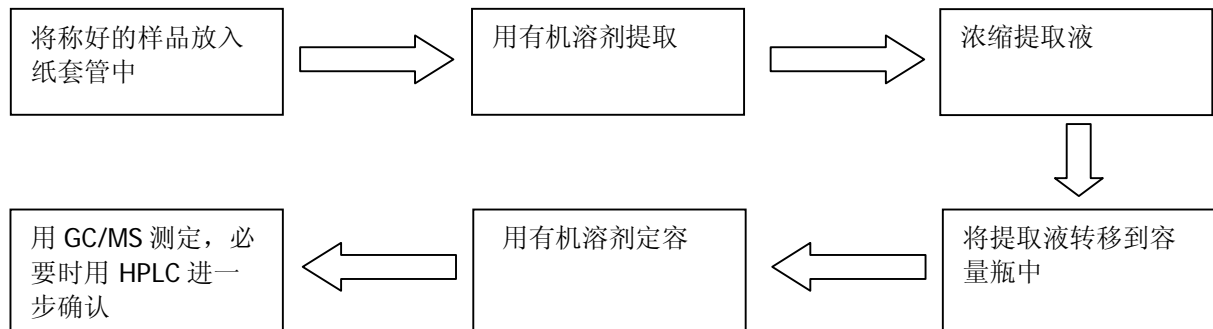 将称好的样品放入
纸套管中
用有机溶剂提取
浓缩提取液
将提取液转移到容
量瓶中
用有机溶剂定容
用 GC/MS 测定，必
要时用 HPLC 进一
步确认